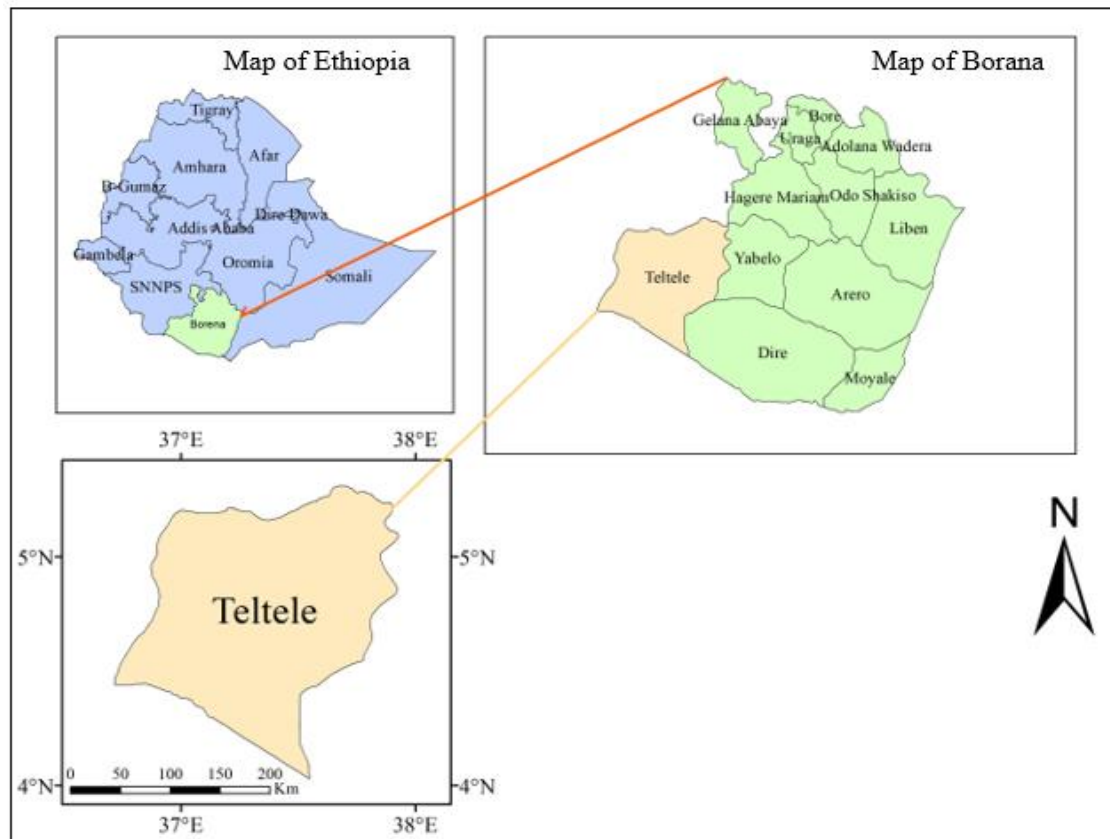 Map of Ethiopia
Tigray
Afar
Amhara
B-Gumaz
Dire Dawa
Addis Ababa
Gambela
Oromia
Somali
SNNPS
Borena
Map of Borana
Gelana Abaya
Bore
Uraga
Adolana Wadera
Hagere Mariam
Odo Shakiso
Liben
Yabelo
Teltele
Arero
Dire
Moyale
37°E 38°E
5°N 5°N
Teltele
0 50 100 150 200
Km
4°N 4°N
37°E 38°E
N